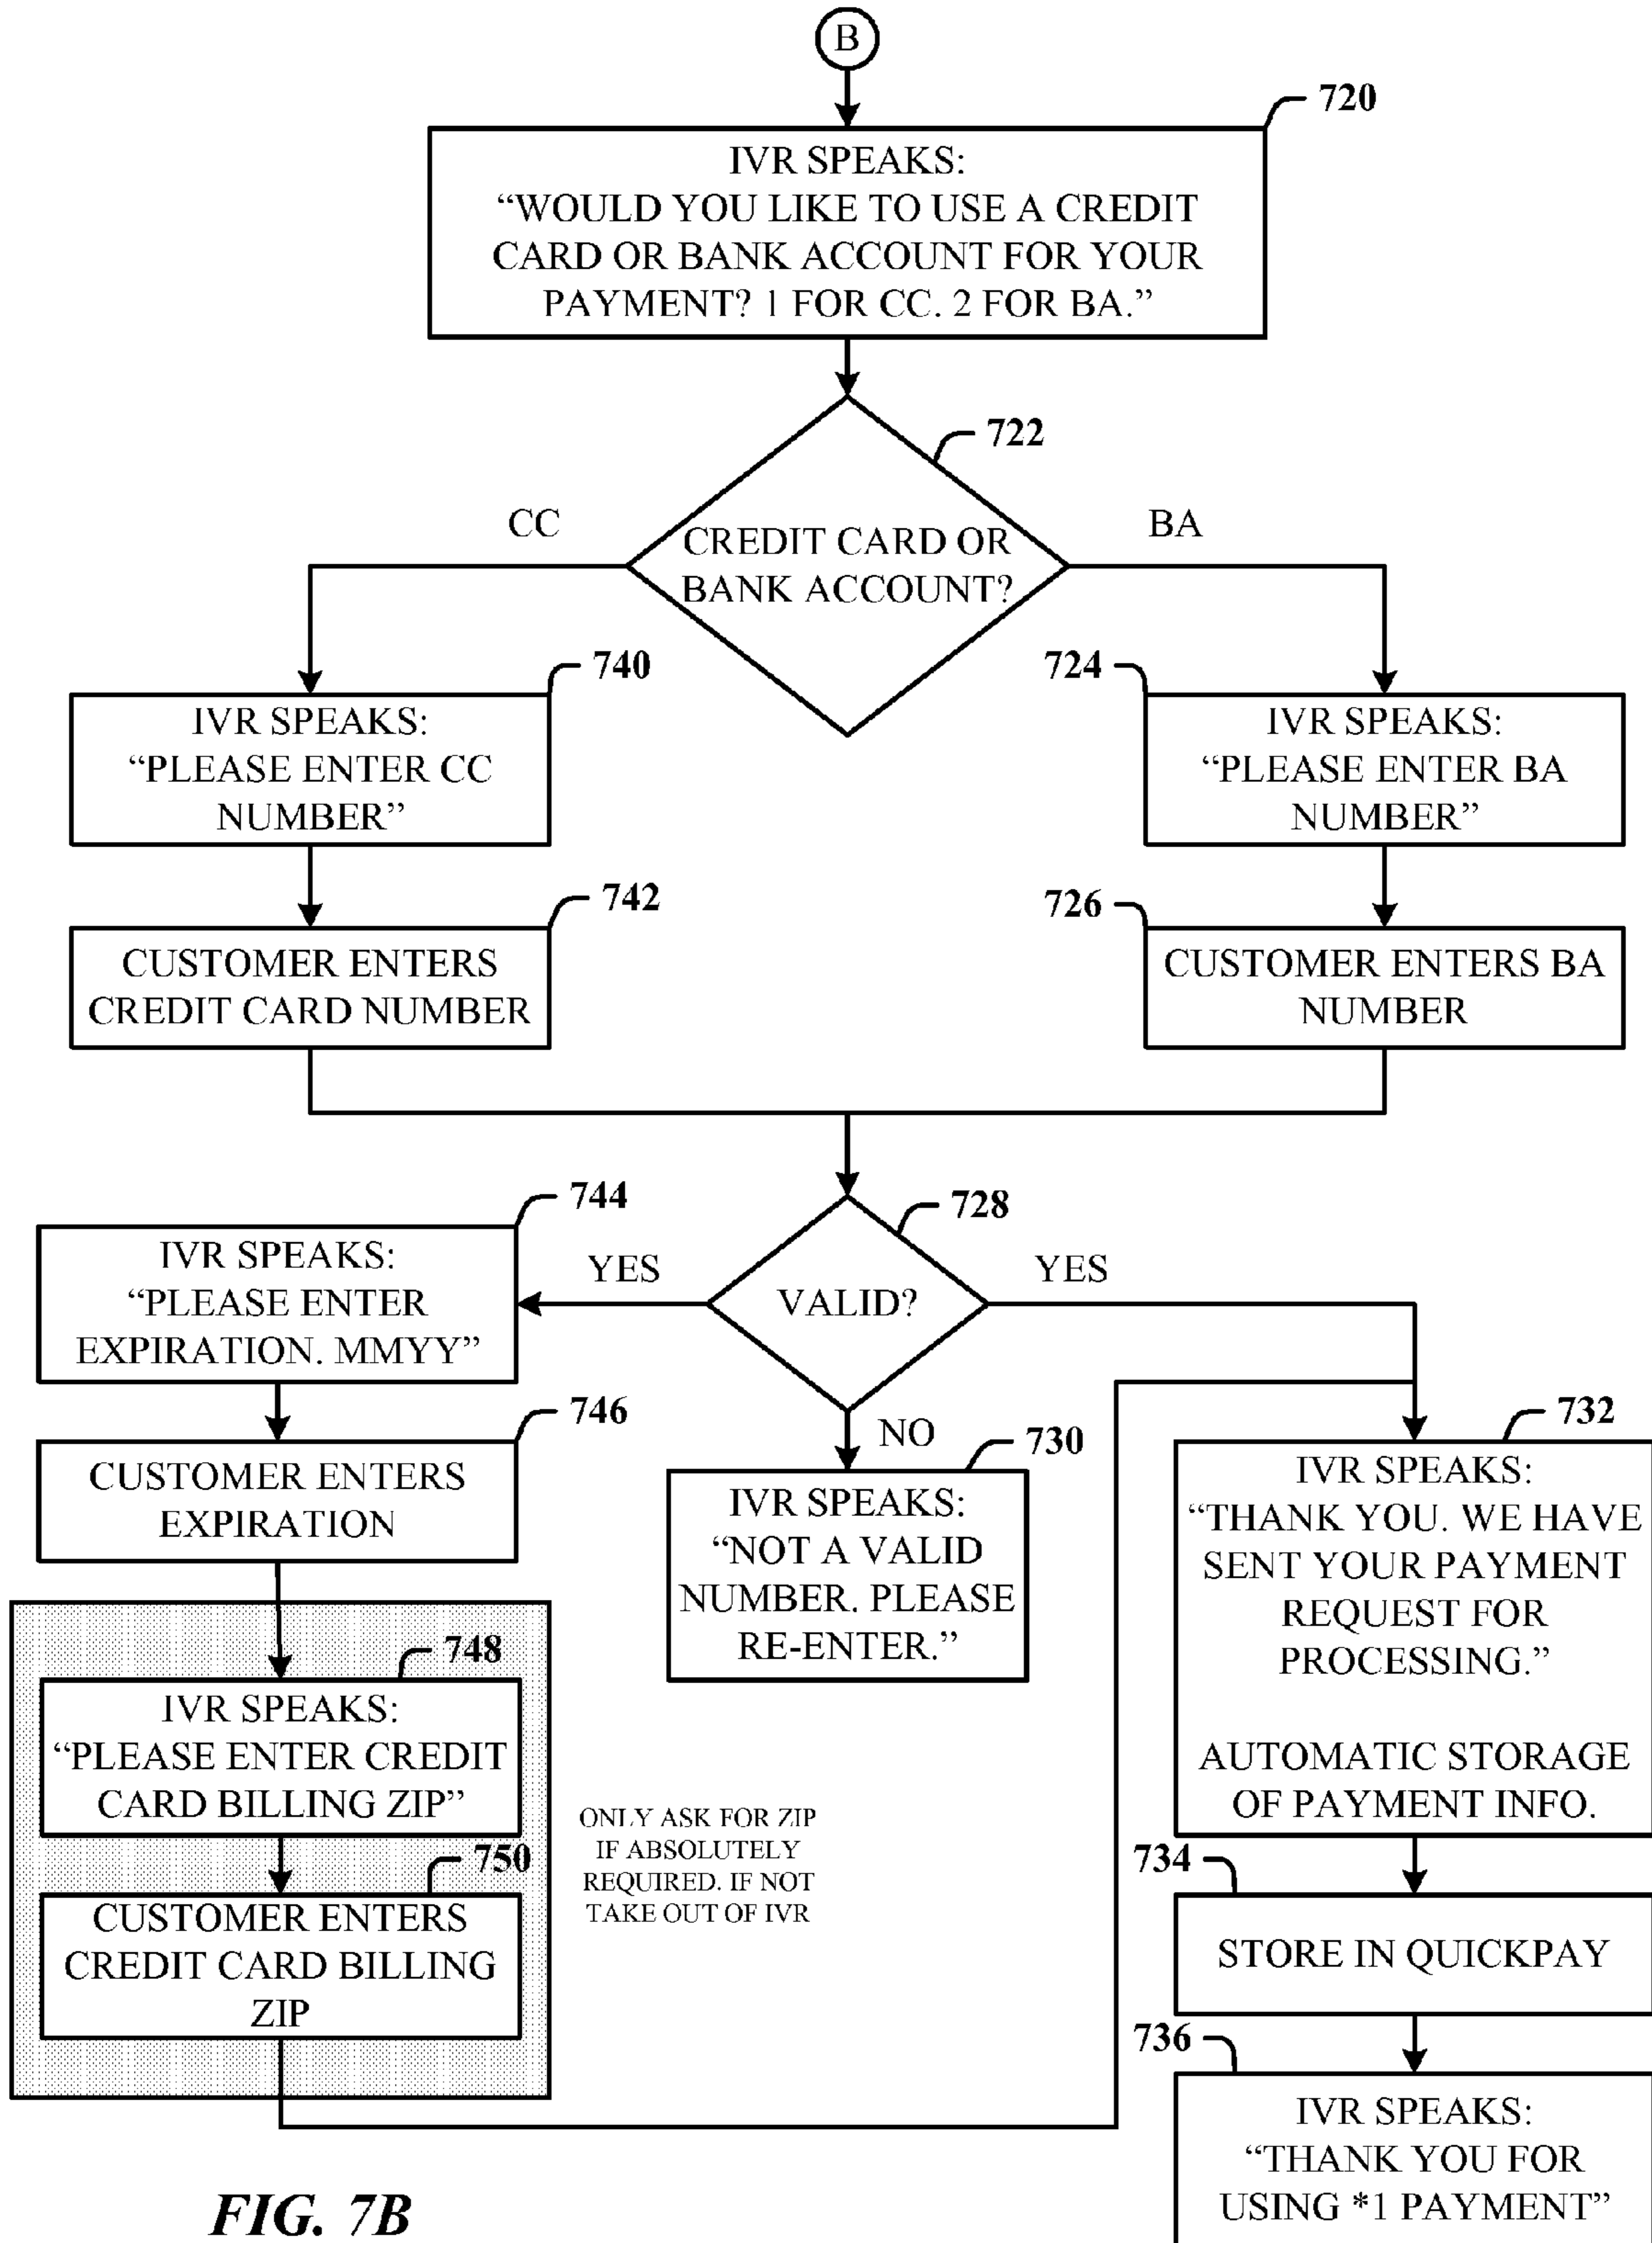 B
720
IVR SPEAKS:
“WOULD YOU LIKE TO USE A CREDIT
CARD OR BANK ACCOUNT FOR YOUR
PAYMENT? 1 FOR CC. 2 FOR BA.”
722
CC
BA
CREDIT CARD OR
BANK ACCOUNT?
740
IVR SPEAKS:
“PLEASE ENTER CC
NUMBER”
724
IVR SPEAKS:
“PLEASE ENTER BA
NUMBER”
742
CUSTOMER ENTERS
CREDIT CARD NUMBER
726
CUSTOMER ENTERS BA
NUMBER
728
VALID?
YES
YES
NO
744
IVR SPEAKS:
“PLEASE ENTER
EXPIRATION. MMYY”
746
CUSTOMER ENTERS
EXPIRATION
730
IVR SPEAKS:
“NOT A VALID
NUMBER. PLEASE
RE-ENTER.”
732
IVR SPEAKS:
“THANK YOU. WE HAVE
SENT YOUR PAYMENT
REQUEST FOR
PROCESSING.”
AUTOMATIC STORAGE
OF PAYMENT INFO.
748
IVR SPEAKS:
“PLEASE ENTER CREDIT
CARD BILLING ZIP”
750
CUSTOMER ENTERS
CREDIT CARD BILLING
ZIP
ONLY ASK FOR ZIP
IF ABSOLUTELY
REQUIRED. IF NOT
TAKE OUT OF IVR
734
STORE IN QUICKPAY
736
IVR SPEAKS:
“THANK YOU FOR
USING *1 PAYMENT”
FIG. 7B